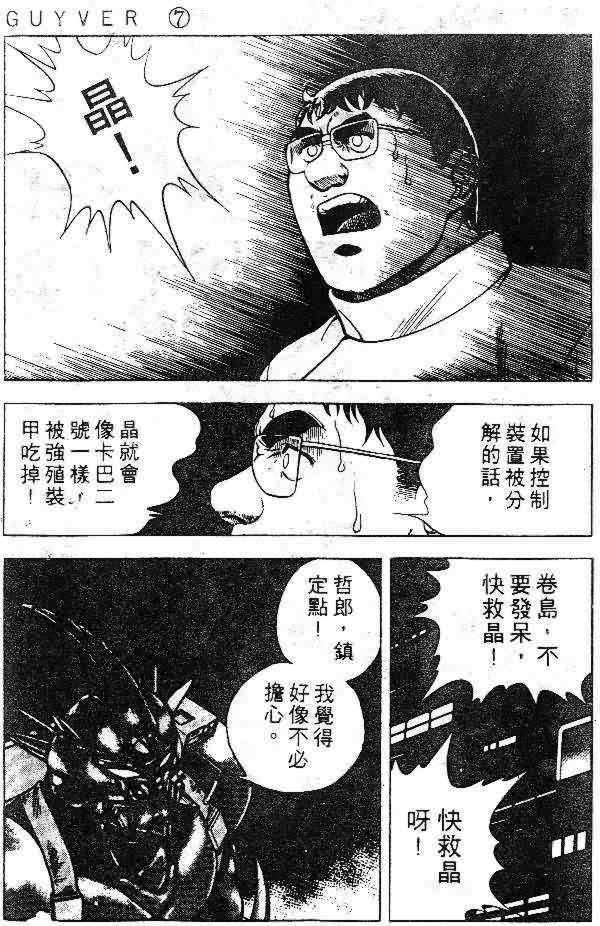 GUYVER ⑦
晶！
如果控制
裝置被分
解的話，
晶就會
像卡巴二
號一樣，
被強殖裝
甲吃掉！
卷島，不
要發呆，
快救晶！
快救晶
呀！
哲郎，鎮
定點！
我覺得
好像不必
擔心。